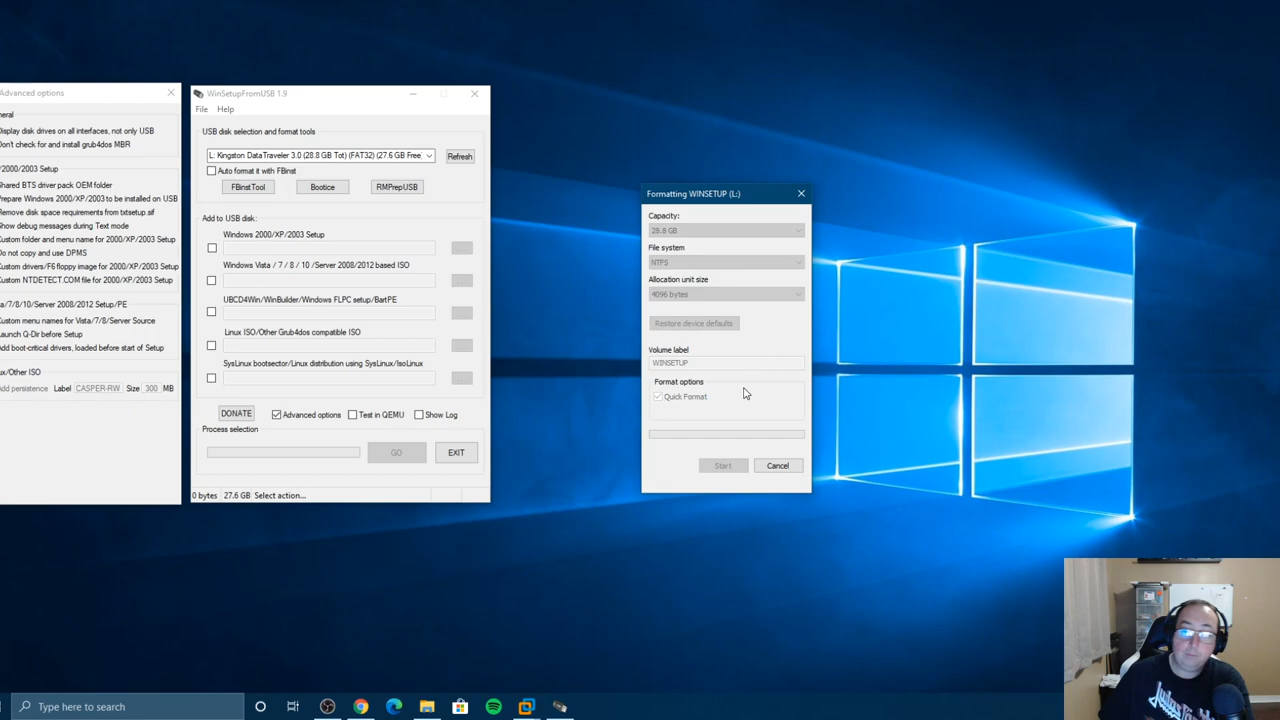 Advanced options
neral
Display disk drives on all interfaces, not only USB
Don't check for and install grub4dos MBR
/2000/2003 Setup
Shared BTS driver pack OEM folder
Prepare Windows 2000/XP/2003 to be installed on USB
Remove disk space requirements from txtsetup.sif
Show debug messages during Text mode
Custom folder and menu name for 2000/XP/2003 Setup
Do not copy and use DPMS
Custom drivers/F6 floppy image for 2000/XP/2003
Custom NTDETECT.COM file for 2000/XP/2003
a/7/8/10/Server 2008/2012 Setup/PE
Custom menu names for Vista/7/8/Server Source
Launch Q-Dir before Setup
Add boot-critical drivers, loaded before start of Setup
ux/Other ISO
Add persistence Label CASPER-RW Size 300 MB
WinSetupFromUSB 1.9
File Help
USB disk selection and format tools
L: Kingston DataTraveler 3.0 (28.8 GB Tot) (FAT32) (27.6 GB Free Refresh
Auto format it with FBinst
FBinstTool Bootice RMPrepUSB
Add to USB disk:
Windows 2000/XP/2003 Setup
...
Windows Vista / 7 / 8 / 10 /Server 2008/2012 based ISO
...
UBCD4Win/WinBuilder/Windows FLPC setup/BartPE
...
Linux ISO/Other Grub4dos compatible ISO
...
SysLinux bootsector/Linux distribution using SysLinux/IsoLinux
...
DONATE Advanced options Test in QEMU Show Log
Process selection
GO EXIT
0 bytes 27.6 GB Select action...
Formatting WINSETUP (L:)
Capacity:
28.8 GB
File system
NTFS
Allocation unit size
4096 bytes
Restore device defaults
Volume label
WINSETUP
Format options
Quick Format
Start Cancel
Type here to search